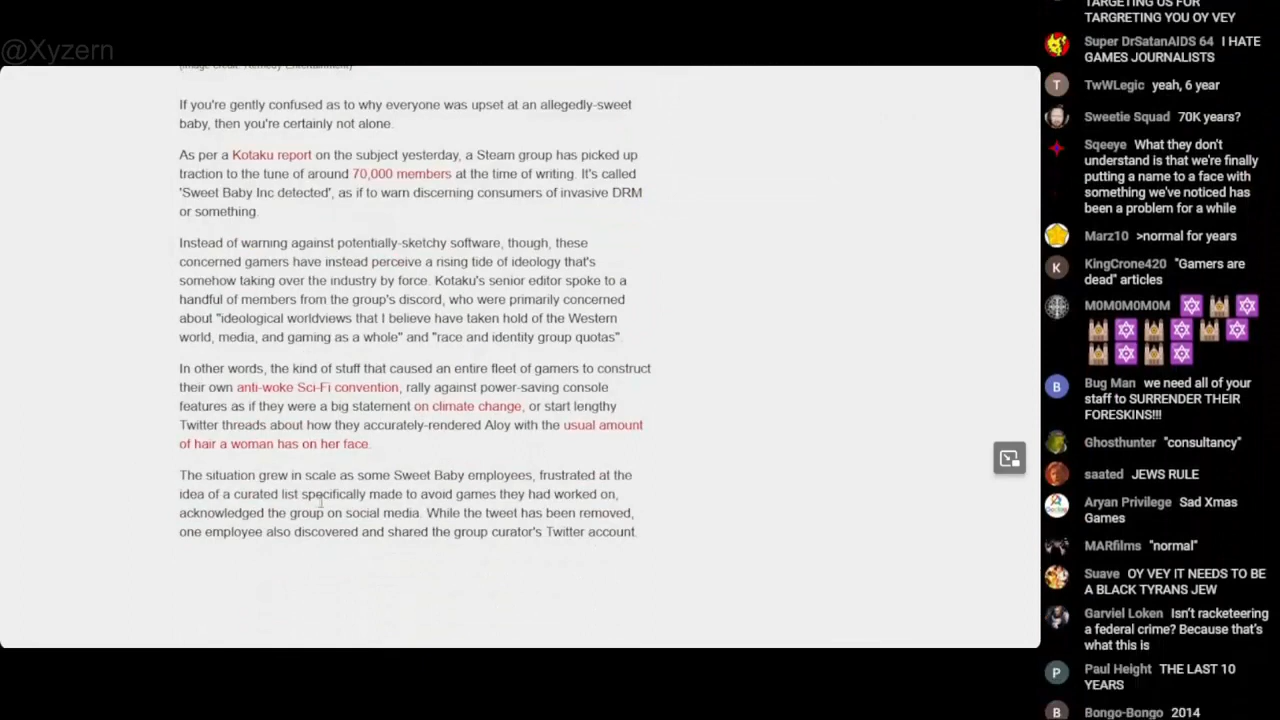 @Xyzern
If you're gently confused as to why everyone was upset at an allegedly-sweet
baby, then you're certainly not alone.
As per a Kotaku report on the subject yesterday, a Steam group has picked up
traction to the tune of around 70,000 members at the time of writing. It's called
'Sweet Baby Inc detected', as if to warn discerning consumers of invasive DRM
or something.
Instead of warning against potentially-sketchy software, though, these
concerned gamers have instead perceive a rising tide of ideology that's
somehow taking over the industry by force. Kotaku's senior editor spoke to a
handful of members from the group's discord, who were primarily concerned
about "ideological worldviews that I believe have taken hold of the Western
world, media, and gaming as a whole" and "race and identity group quotas".
In other words, the kind of stuff that caused an entire fleet of gamers to construct
their own anti-woke Sci-Fi convention, rally against power-saving console
features as if they were a big statement on climate change, or start lengthy
Twitter threads about how they accurately-rendered Aloy with the usual amount
of hair a woman has on her face.
The situation grew in scale as some Sweet Baby employees, frustrated at the
idea of a curated list specifically made to avoid games they had worked on,
acknowledged the group on social media. While the tweet has been removed,
one employee also discovered and shared the group curator's Twitter account.
TARGETING US FOR
TARGRETING YOU OY VEY
Super DrSatanAIDS 64 I HATE
GAMES JOURNALISTS
TwWLegic yeah, 6 year
Sweetie Squad 70K years?
Sqeeye What they don't
understand is that we're finally
putting a name to a face with
something we've noticed has
been a problem for a while
Marz10 >normal for years
KingCrone420 "Gamers are
dead" articles
M0M0M0M0M
Bug Man we need all of your
staff to SURRENDER THEIR
FORESKINS!!!
Ghosthunter "consultancy"
saated JEWS RULE
Aryan Privilege Sad Xmas
Games
MARfilms "normal"
Suave OY VEY IT NEEDS TO BE
A BLACK TYRANS JEW
Garviel Loken Isn't racketeering
a federal crime? Because that's
what this is
Paul Height THE LAST 10
YEARS
Bongo-Bongo 2014